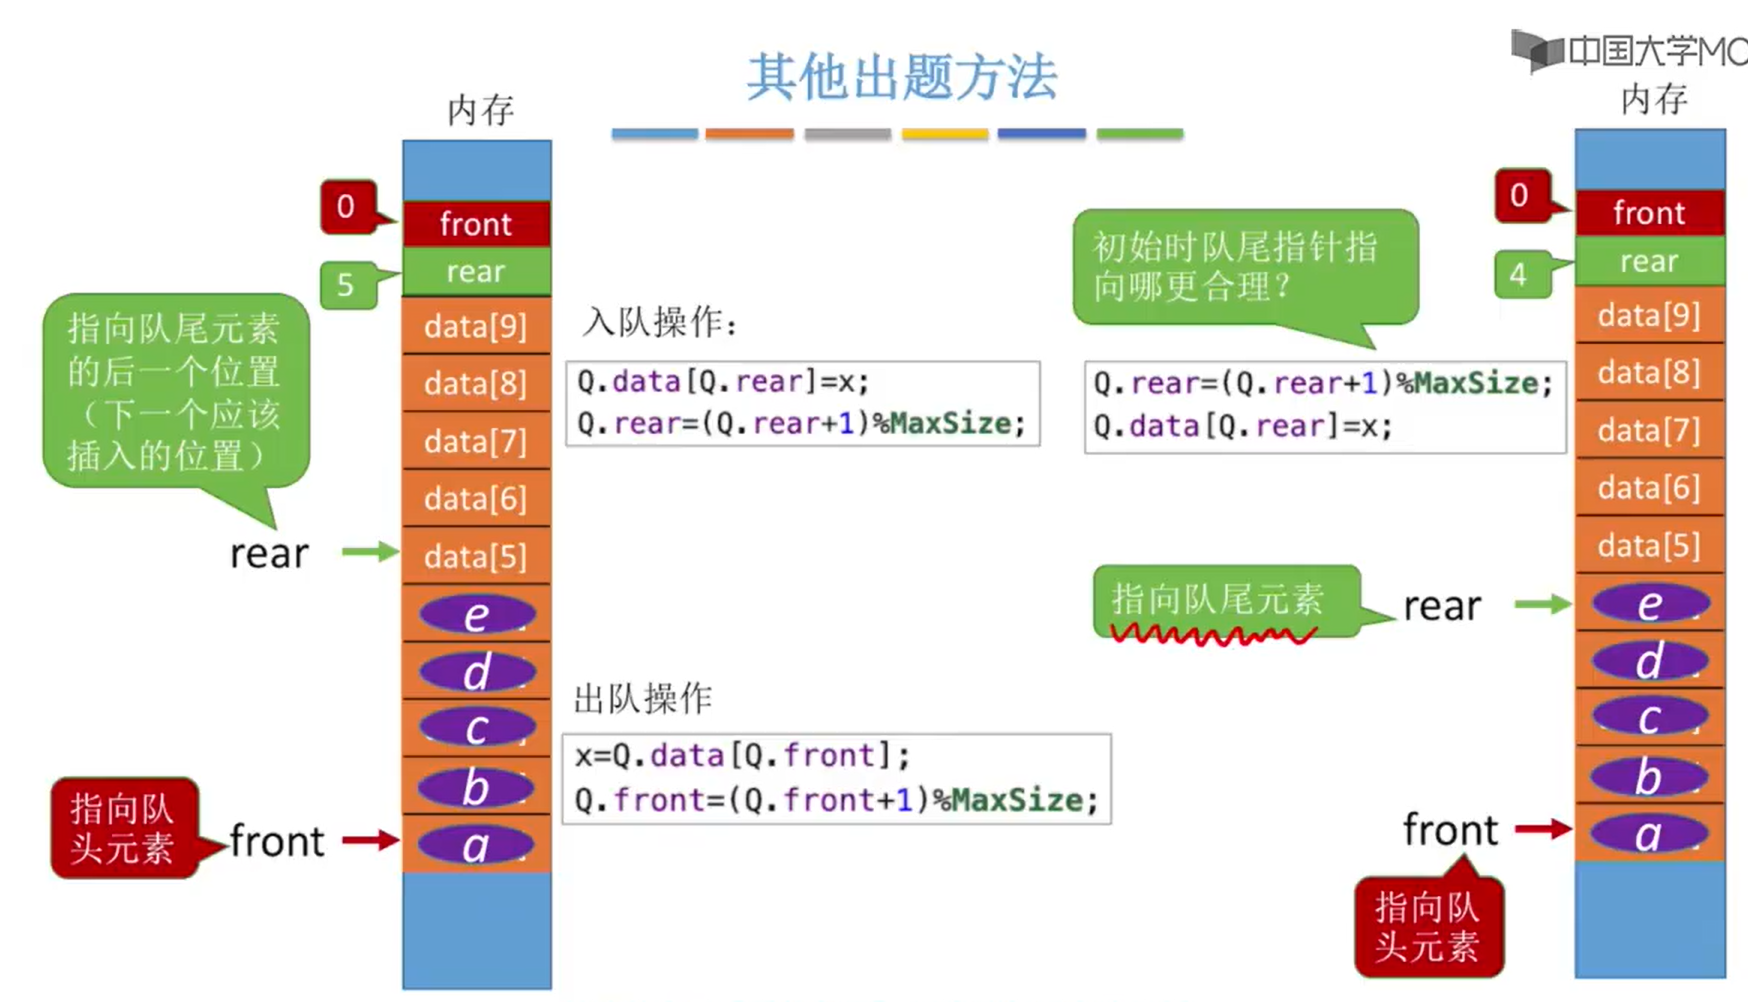 其他出题方法
中国大学MO
内存
0
front
5
rear
指向队尾元素
的后一个位置
（下一个应该
插入的位置）
data[9]
data[8]
data[7]
data[6]
rear
data[5]
e
d
c
b
指向队
头元素
front
a
入队操作：
Q.data[Q.rear]=x;
Q.rear=(Q.rear+1)%MaxSize;
出队操作
x=Q.data[Q.front];
Q.front=(Q.front+1)%MaxSize;
初始时队尾指针指
向哪更合理？
Q.rear=(Q.rear+1)%MaxSize;
Q.data[Q.rear]=x;
内存
0
front
4
rear
data[9]
data[8]
data[7]
data[6]
data[5]
指向队尾元素
rear
e
d
c
b
front
a
指向队
头元素